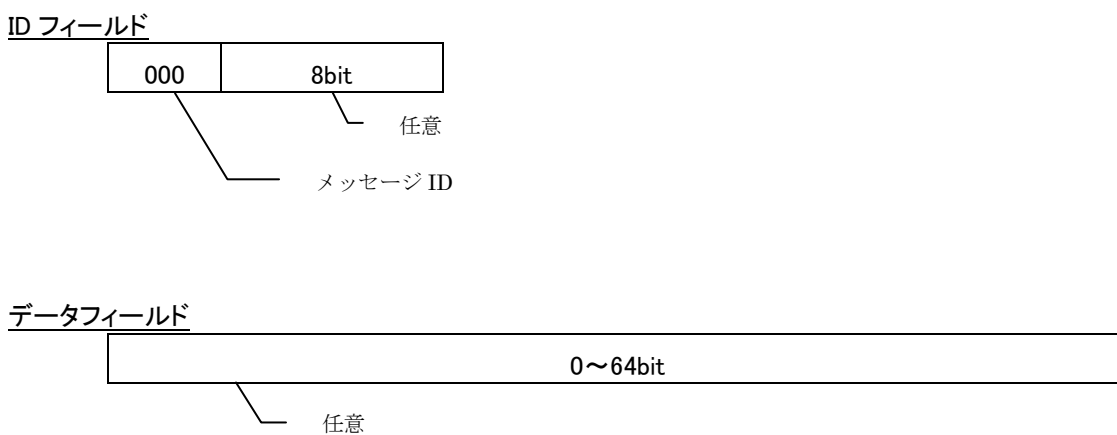 ID フィールド
000 8bit
任意
メッセージ ID
データフィールド
0～64bit
任意